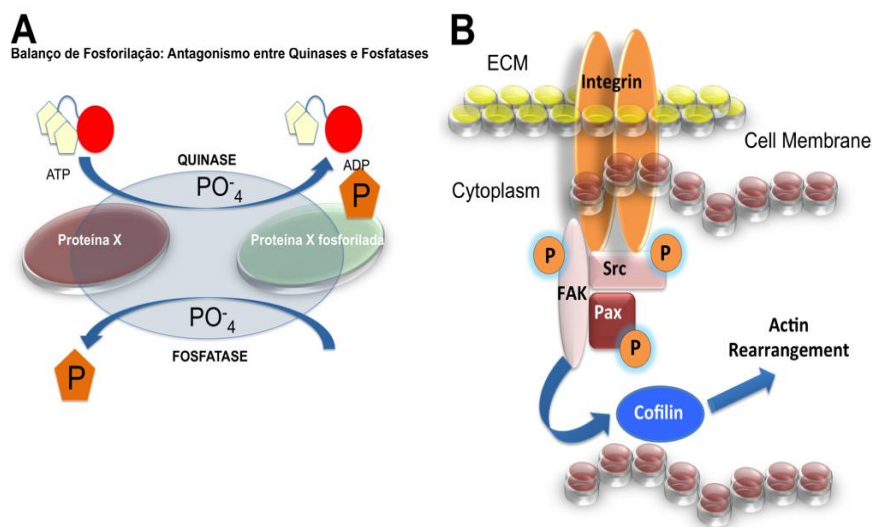 A
Balanço de Fosforilação: Antagonismo entre Quinases e Fosfatases
ATP
QUINASE
ADP
PO-4
P
Proteína X
Proteína X fosforilada
PO-4
P
FOSFATASE
B
ECM
Integrin
Cell Membrane
Cytoplasm
P
P
Src
FAK
Pax
P
Actin
Rearrangement
Cofilin